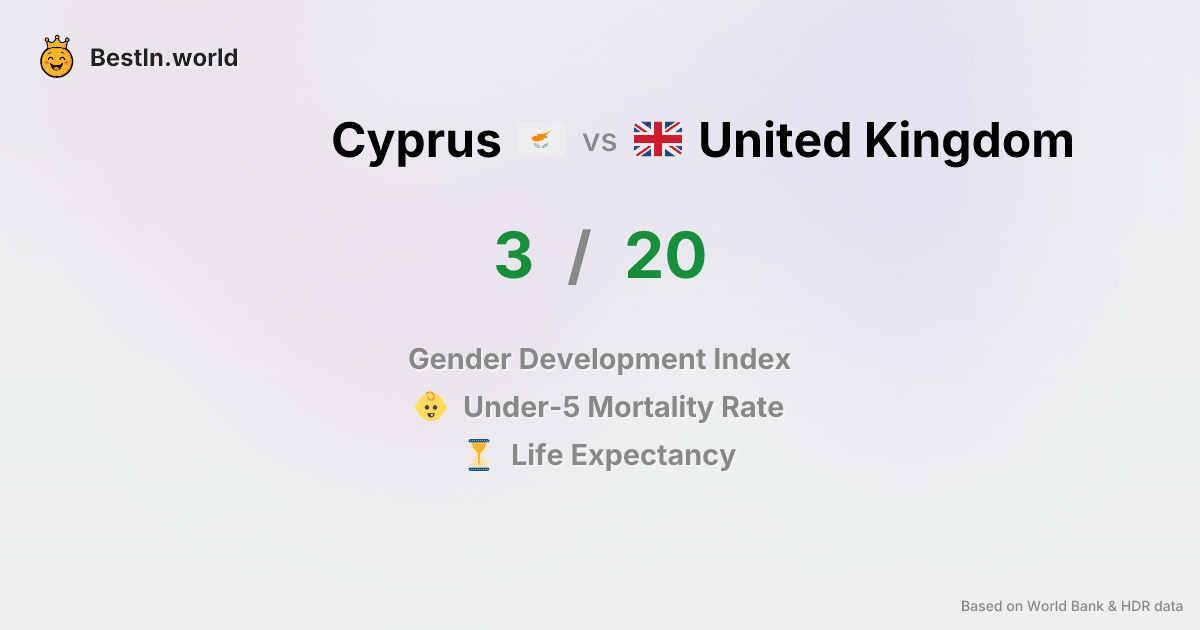 BestIn.world
Cyprus vs United Kingdom
3 / 20
Gender Development Index
Under-5 Mortality Rate
Life Expectancy
Based on World Bank & HDR data